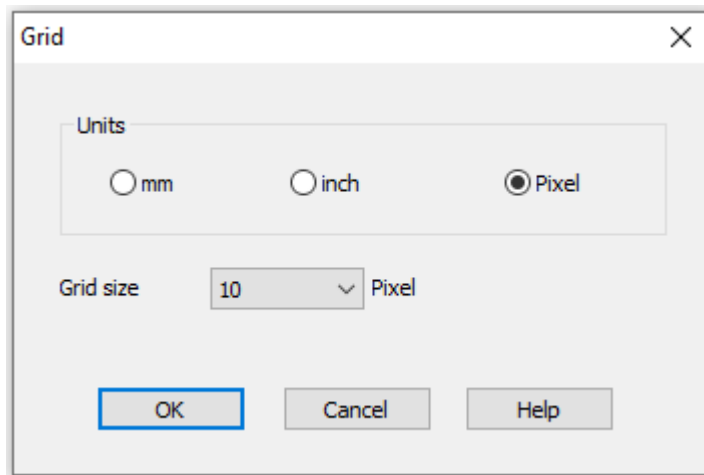 Grid
Units
mm inch Pixel
Grid size 10 Pixel
OK Cancel Help